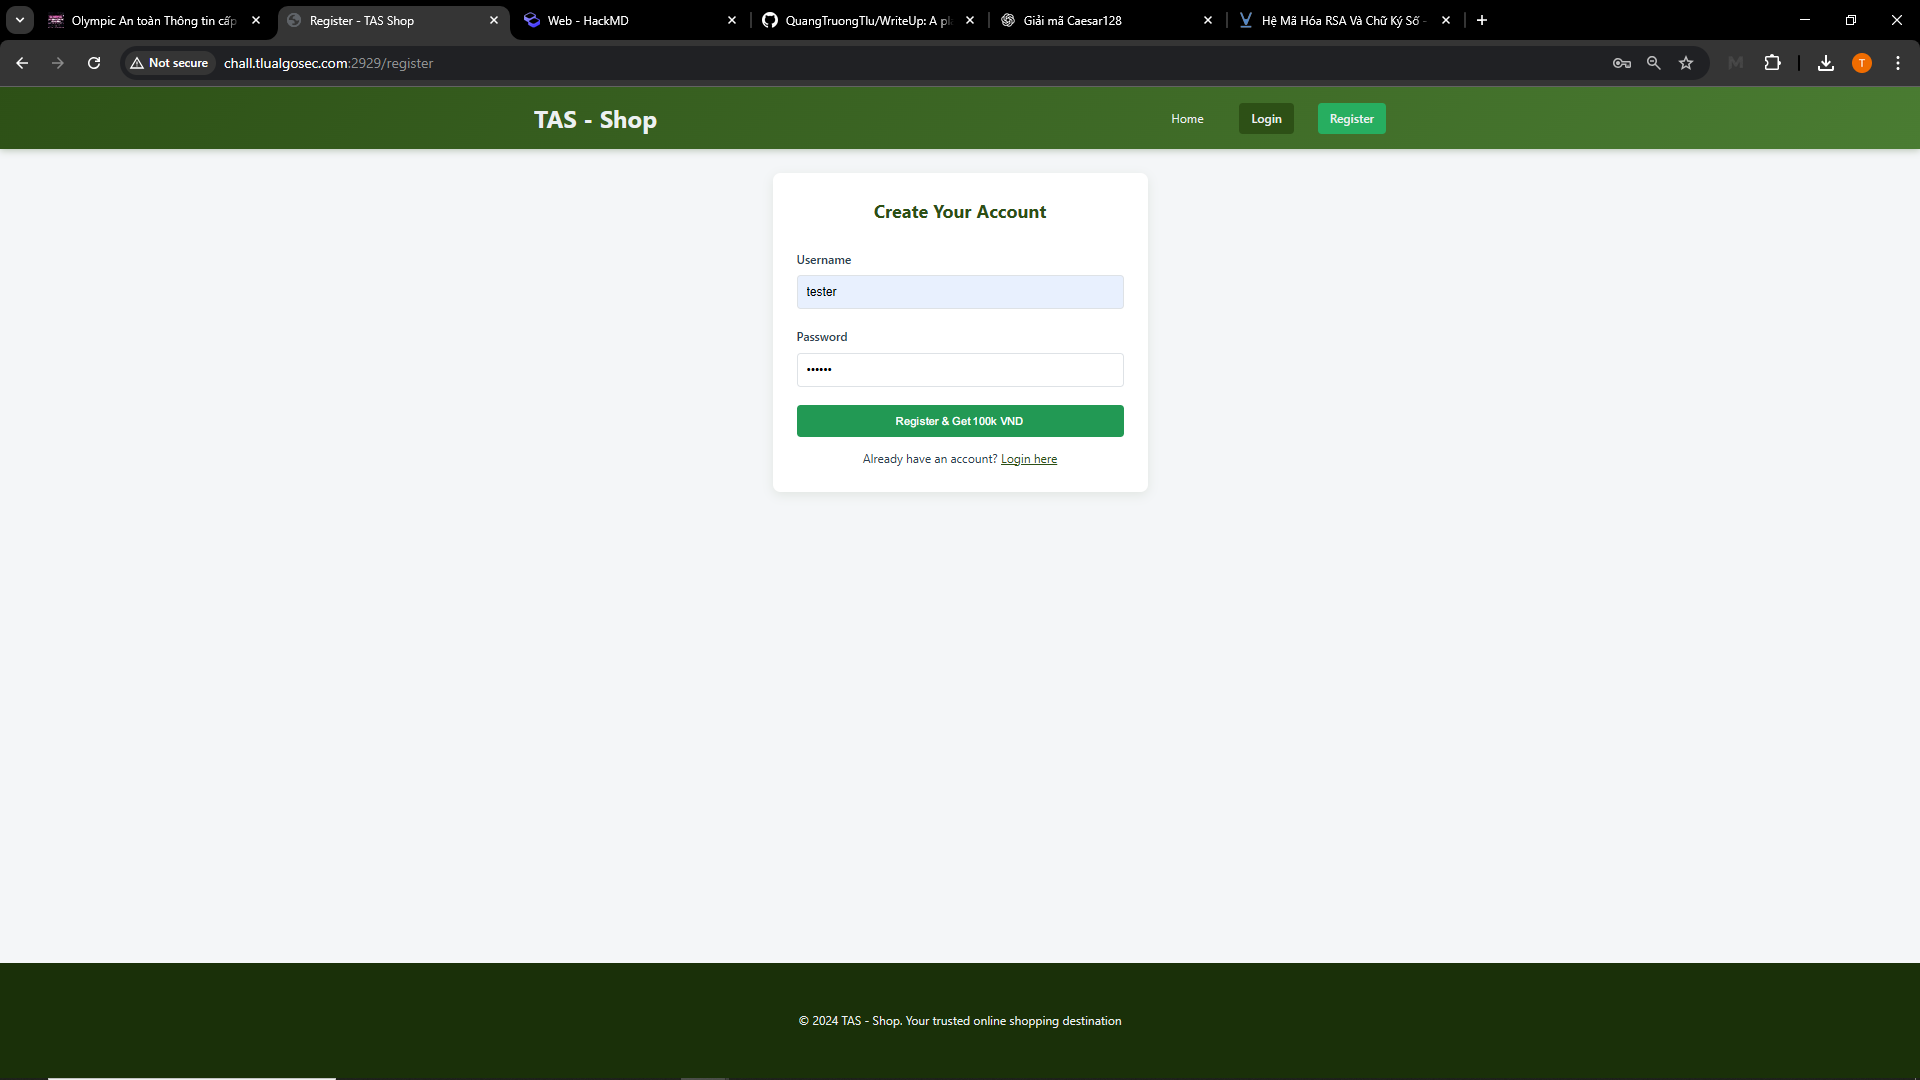 Olympic An toàn Thông tin cấp
Register - TAS Shop
Web - HackMD
QuangTruongTlu/WriteUp: A pl
Giải mã Caesar128
Hệ Mã Hóa RSA Và Chữ Ký Số -
Not secure
chall.tlualgosec.com:2929/register
T
TAS - Shop
Home
Login
Register
Create Your Account
Username
tester
Password
••••••
Register & Get 100k VND
Already have an account? Login here
© 2024 TAS - Shop. Your trusted online shopping destination